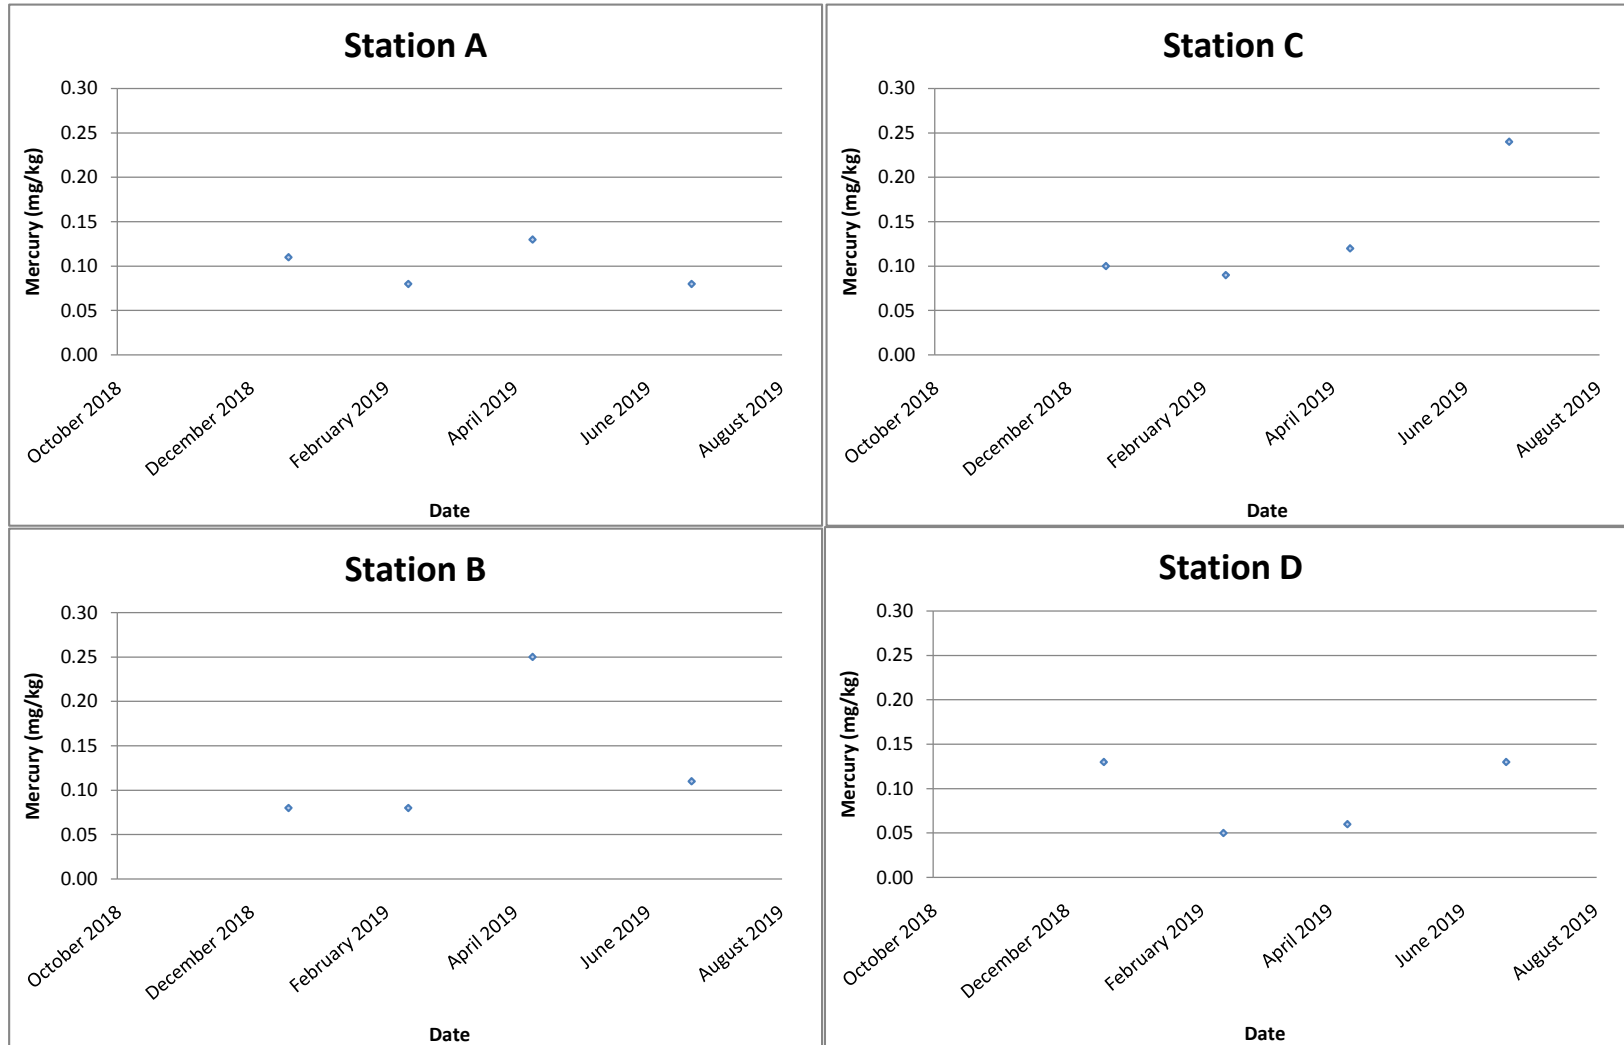 Station A
Mercury (mg/kg)
0.30
0.25
0.20
0.15
0.10
0.05
0.00
October 2018
December 2018
February 2019
April 2019
June 2019
August 2019
Date
Station C
Mercury (mg/kg)
0.30
0.25
0.20
0.15
0.10
0.05
0.00
October 2018
December 2018
February 2019
April 2019
June 2019
August 2019
Date
Station B
Mercury (mg/kg)
0.30
0.25
0.20
0.15
0.10
0.05
0.00
October 2018
December 2018
February 2019
April 2019
June 2019
August 2019
Date
Station D
Mercury (mg/kg)
0.30
0.25
0.20
0.15
0.10
0.05
0.00
October 2018
December 2018
February 2019
April 2019
June 2019
August 2019
Date